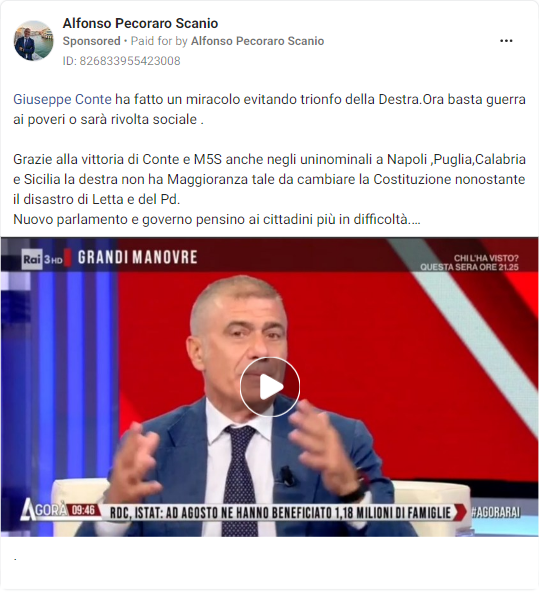 Alfonso Pecoraro Scanio
Sponsored • Paid for by Alfonso Pecoraro Scanio
ID: 826833955423008
Giuseppe Conte ha fatto un miracolo evitando trionfo della Destra.Ora basta guerra
ai poveri o sarà rivolta sociale .
Grazie alla vittoria di Conte e M5S anche negli uninominali a Napoli ,Puglia,Calabria
e Sicilia la destra non ha Maggioranza tale da cambiare la Costituzione nonostante
il disastro di Letta e del Pd.
Nuovo parlamento e governo pensino ai cittadini più in difficoltà....
Rai 3HD GRANDI MANOVRE
CHI L'HA VISTO?
QUESTA SERA ORE 21.25
AGORÀ 09:46 RDC, ISTAT: AD AGOSTO NE HANNO BENEFICIATO 1,18 MILIONI DI FAMIGLIE #AGORARAI
.